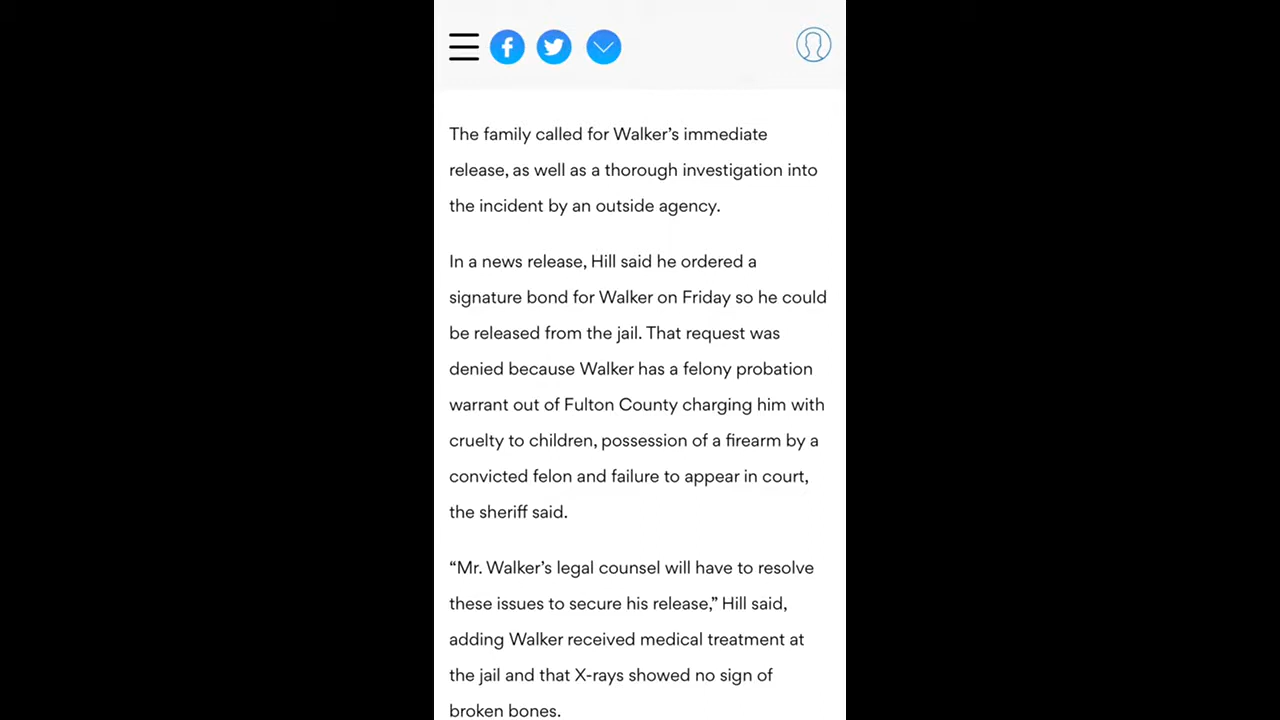 The family called for Walker’s immediate
release, as well as a thorough investigation into
the incident by an outside agency.
In a news release, Hill said he ordered a
signature bond for Walker on Friday so he could
be released from the jail. That request was
denied because Walker has a felony probation
warrant out of Fulton County charging him with
cruelty to children, possession of a firearm by a
convicted felon and failure to appear in court,
the sheriff said.
“Mr. Walker’s legal counsel will have to resolve
these issues to secure his release,” Hill said,
adding Walker received medical treatment at
the jail and that X-rays showed no sign of
broken bones.